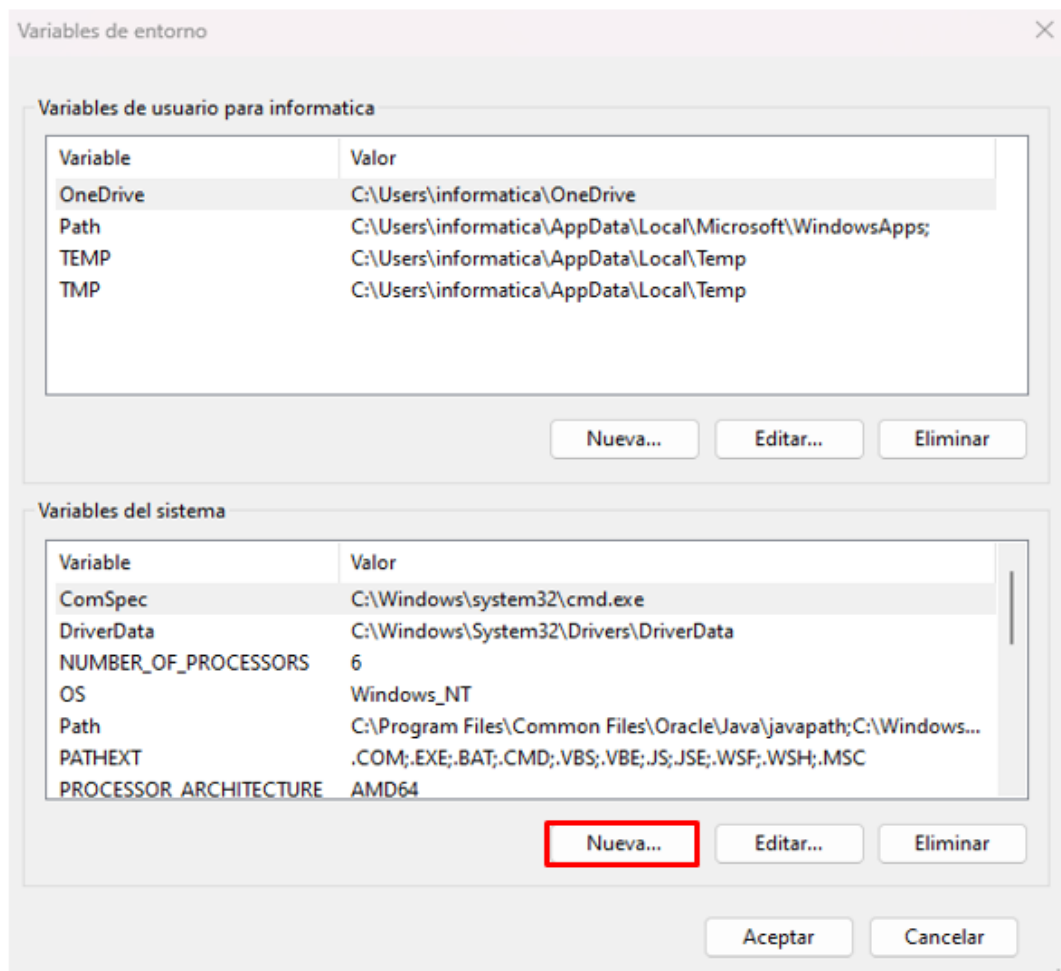 Variables de entorno
Variables de usuario para informatica
Variable Valor
OneDrive C:\Users\informatica\OneDrive
Path C:\Users\informatica\AppData\Local\Microsoft\WindowsApps;
TEMP C:\Users\informatica\AppData\Local\Temp
TMP C:\Users\informatica\AppData\Local\Temp
Nueva... Editar... Eliminar
Variables del sistema
Variable Valor
ComSpec C:\Windows\system32\cmd.exe
DriverData C:\Windows\System32\Drivers\DriverData
NUMBER_OF_PROCESSORS 6
OS Windows_NT
Path C:\Program Files\Common Files\Oracle\Java\javapath;C:\Windows...
PATHEXT .COM;.EXE;.BAT;.CMD;.VBS;.VBE;.JS;.JSE;.WSF;.WSH;.MSC
PROCESSOR_ARCHITECTURE AMD64
Nueva... Editar... Eliminar
Aceptar Cancelar